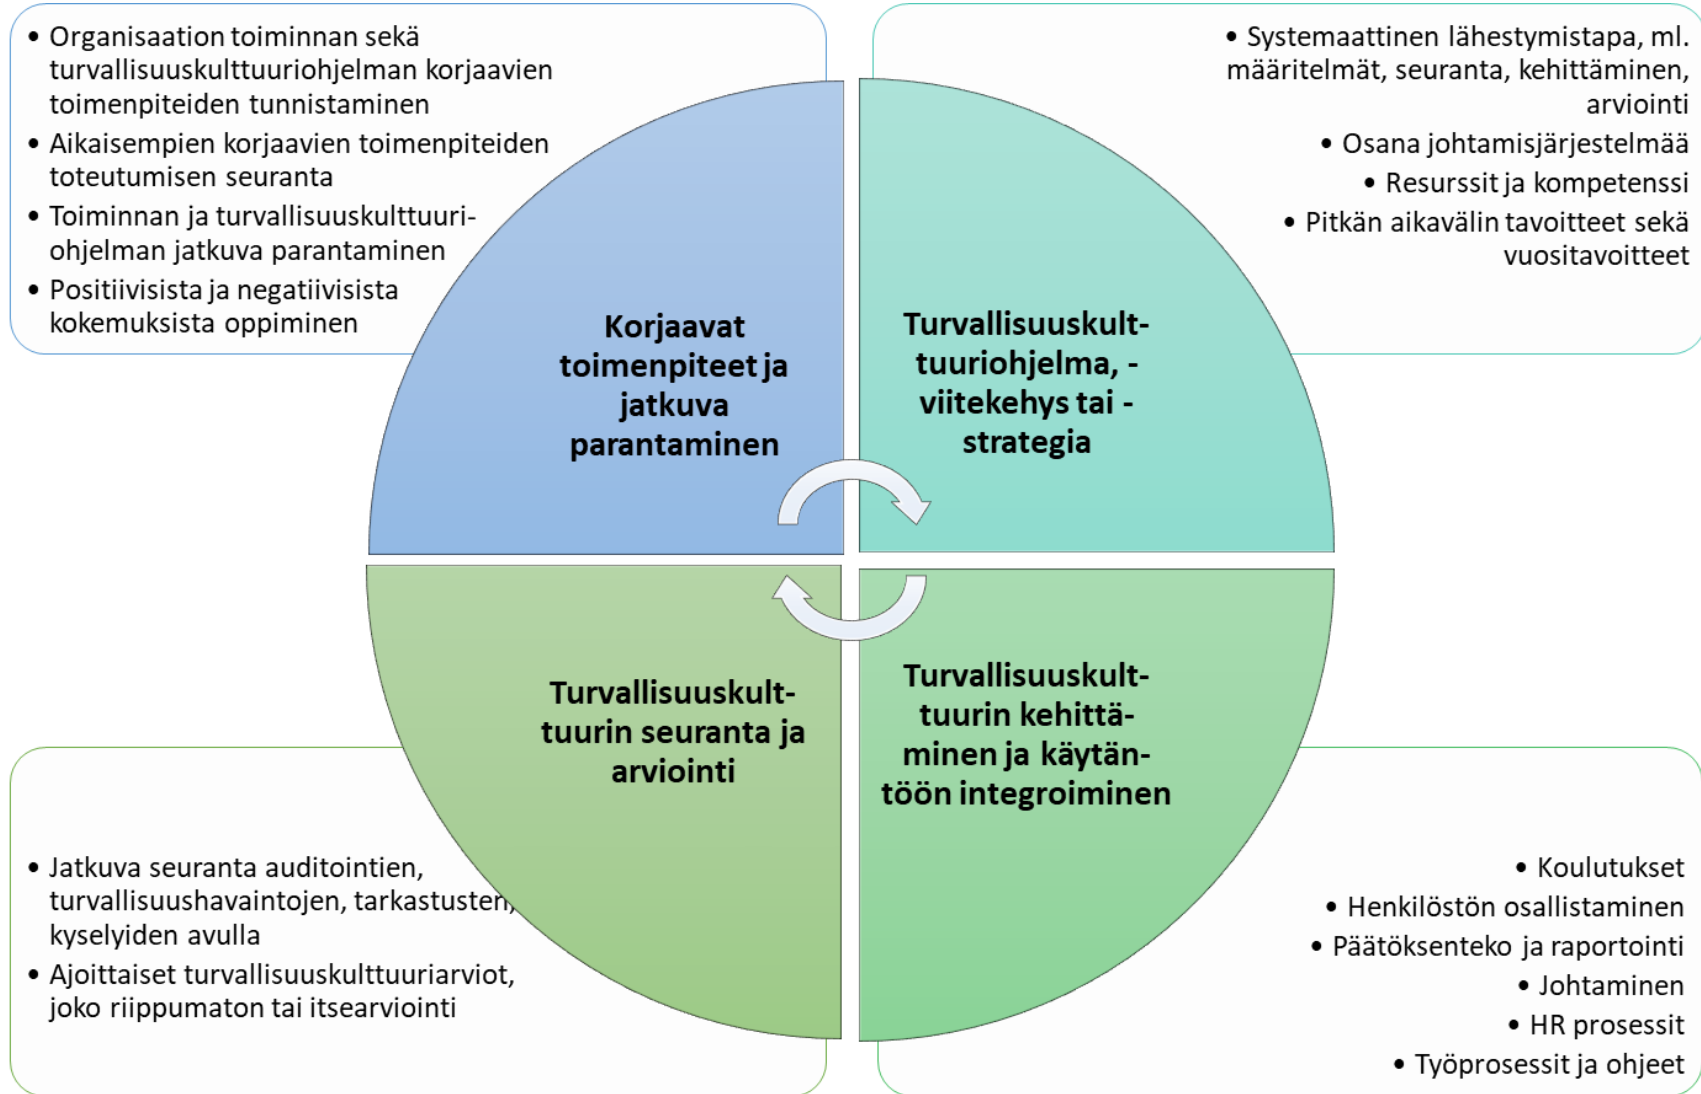 • Organisaation toiminnan sekä
turvallisuuskulttuuriohjelman korjaavien
toimenpiteiden tunnistaminen
• Aikaisempien korjaavien toimenpiteiden
toteutumisen seuranta
• Toiminnan ja turvallisuuskulttuuri-
ohjelman jatkuva parantaminen
• Positiivisista ja negatiivisista
kokemuksista oppiminen
• Systemaattinen lähestymistapa, ml.
määritelmät, seuranta, kehittäminen,
arviointi
• Osana johtamisjärjestelmää
• Resurssit ja kompetenssi
• Pitkän aikavälin tavoitteet sekä
vuositavoitteet
Korjaavat
toimenpiteet ja
jatkuva
parantaminen
Turvallisuuskult-
tuuriohjelma, -
viitekehys tai -
strategia
Turvallisuuskult-
tuurin seuranta ja
arviointi
Turvallisuuskult-
tuurin kehittä-
minen ja käytän-
töön integroiminen
• Jatkuva seuranta auditointien,
turvallisuushavaintojen, tarkastusten,
kyselyiden avulla
• Ajoittaiset turvallisuuskulttuuriarviot,
joko riippumaton tai itsearviointi
• Koulutukset
• Henkilöstön osallistaminen
• Päätöksenteko ja raportointi
• Johtaminen
• HR prosessit
• Työprosessit ja ohjeet